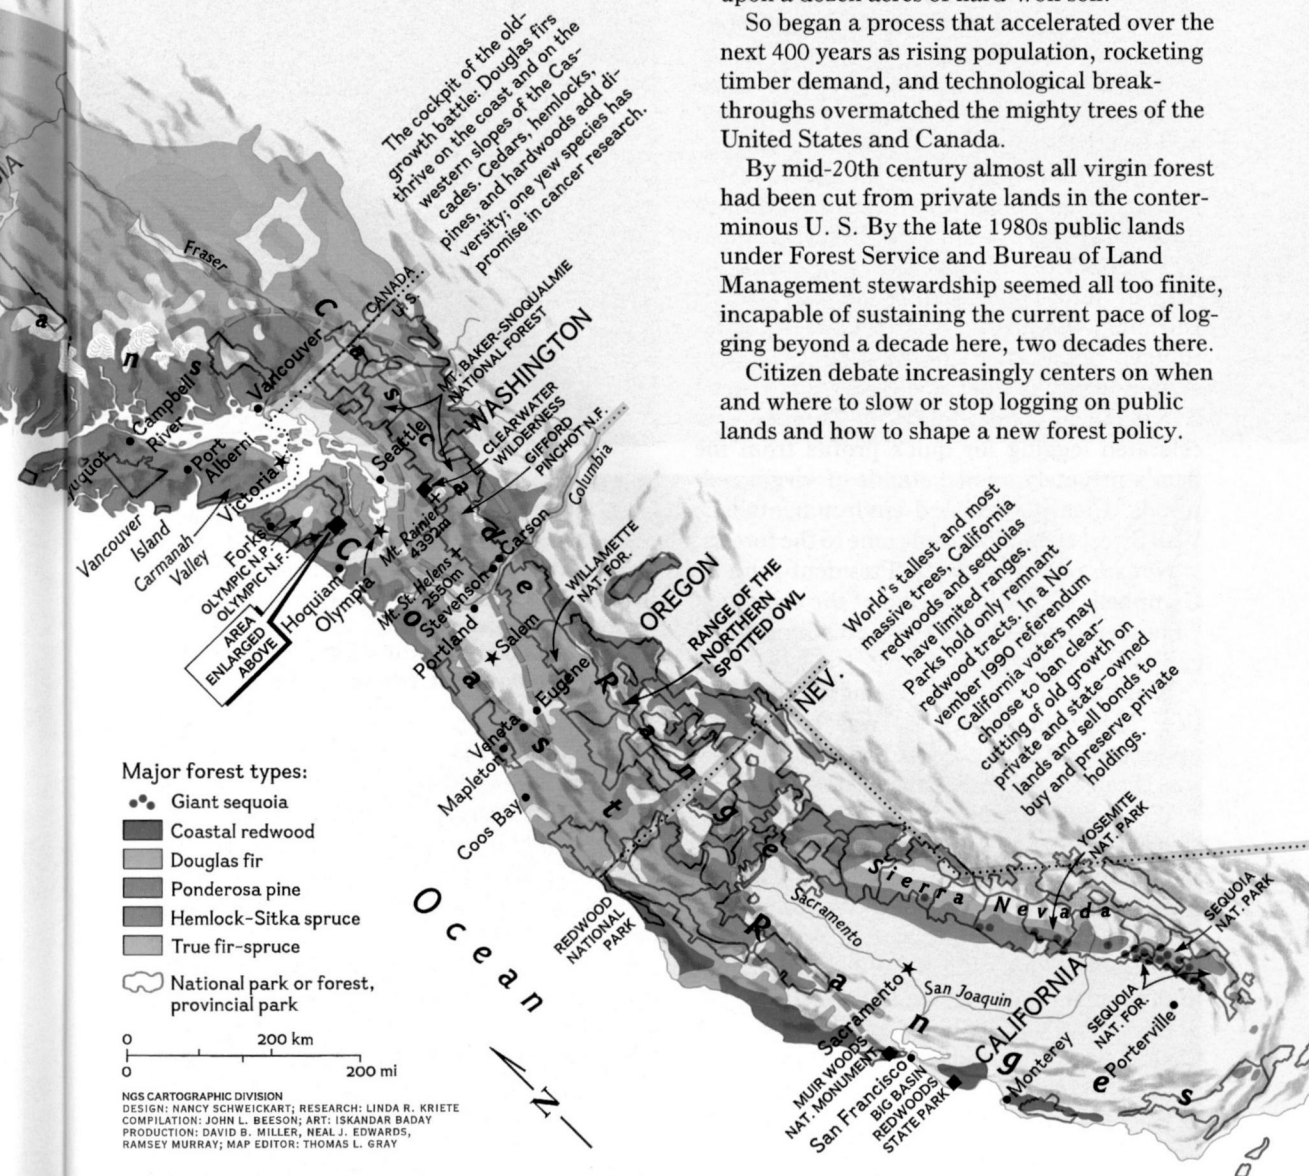 upon a dozen acres of hard-won soil.
So began a process that accelerated over the
next 400 years as rising population, rocketing
timber demand, and technological break-
throughs overmatched the mighty trees of the
United States and Canada.
By mid-20th century almost all virgin forest
had been cut from private lands in the conter-
minous U. S. By the late 1980s public lands
under Forest Service and Bureau of Land
Management stewardship seemed all too finite,
incapable of sustaining the current pace of log-
ging beyond a decade here, two decades there.
Citizen debate increasingly centers on when
and where to slow or stop logging on public
lands and how to shape a new forest policy.
The cockpit of the old-
growth battle: Douglas firs
thrive on the coast and on the
western slopes of the Cas-
cades. Cedars, hemlocks,
pines, and hardwoods add di-
versity; one yew species has
promise in cancer research.
Fraser
CANADA
U.S.
Vancouver
Campbell
River
Port
Alberni
Victoria
Vancouver
Island
Carmanah
Valley
Forks
OLYMPIC N.P.
OLYMPIC N.F.
AREA
ENLARGED
ABOVE
Hoquiam
Olympia
Seattle
MT. BAKER-SNOQUALMIE
NATIONAL FOREST
WASHINGTON
CLEARWATER
WILDERNESS
GIFFORD
PINCHOT N.F.
Columbia
Mt. Rainier
4392m
Mt. St. Helens
2550m
Carson
Stevenson
Portland
Salem
WILLAMETTE
NAT. FOR.
OREGON
RANGE OF THE
NORTHERN
SPOTTED OWL
Eugene
Veneta
Mapleton
Coos Bay
Cascade Range
Coast Ranges
NEV.
World's tallest and most
massive trees, California
redwoods and sequoias
have limited ranges.
Parks hold only remnant
redwood tracts. In a No-
vember 1990 referendum
California voters may
choose to ban clear-
cutting of old growth on
private and state-owned
lands and sell bonds to
buy and preserve private
holdings.
YOSEMITE
NAT. PARK
Sierra Nevada
SEQUOIA
NAT. PARK
SEQUOIA
NAT. FOR.
Porterville
REDWOOD
NATIONAL
PARK
Sacramento
Sacramento
San Joaquin
CALIFORNIA
Monterey
MUIR WOODS
NAT. MONUMENT
San Francisco
BIG BASIN
REDWOODS
STATE PARK
Ocean
N
Major forest types:
Giant sequoia
Coastal redwood
Douglas fir
Ponderosa pine
Hemlock-Sitka spruce
True fir-spruce
National park or forest,
provincial park
0 200 km
0 200 mi
NGS CARTOGRAPHIC DIVISION
DESIGN: NANCY SCHWEICKART; RESEARCH: LINDA R. KRIETE
COMPILATION: JOHN L. BEESON; ART: ISKANDAR BADAY
PRODUCTION: DAVID B. MILLER, NEAL J. EDWARDS,
RAMSEY MURRAY; MAP EDITOR: THOMAS L. GRAY